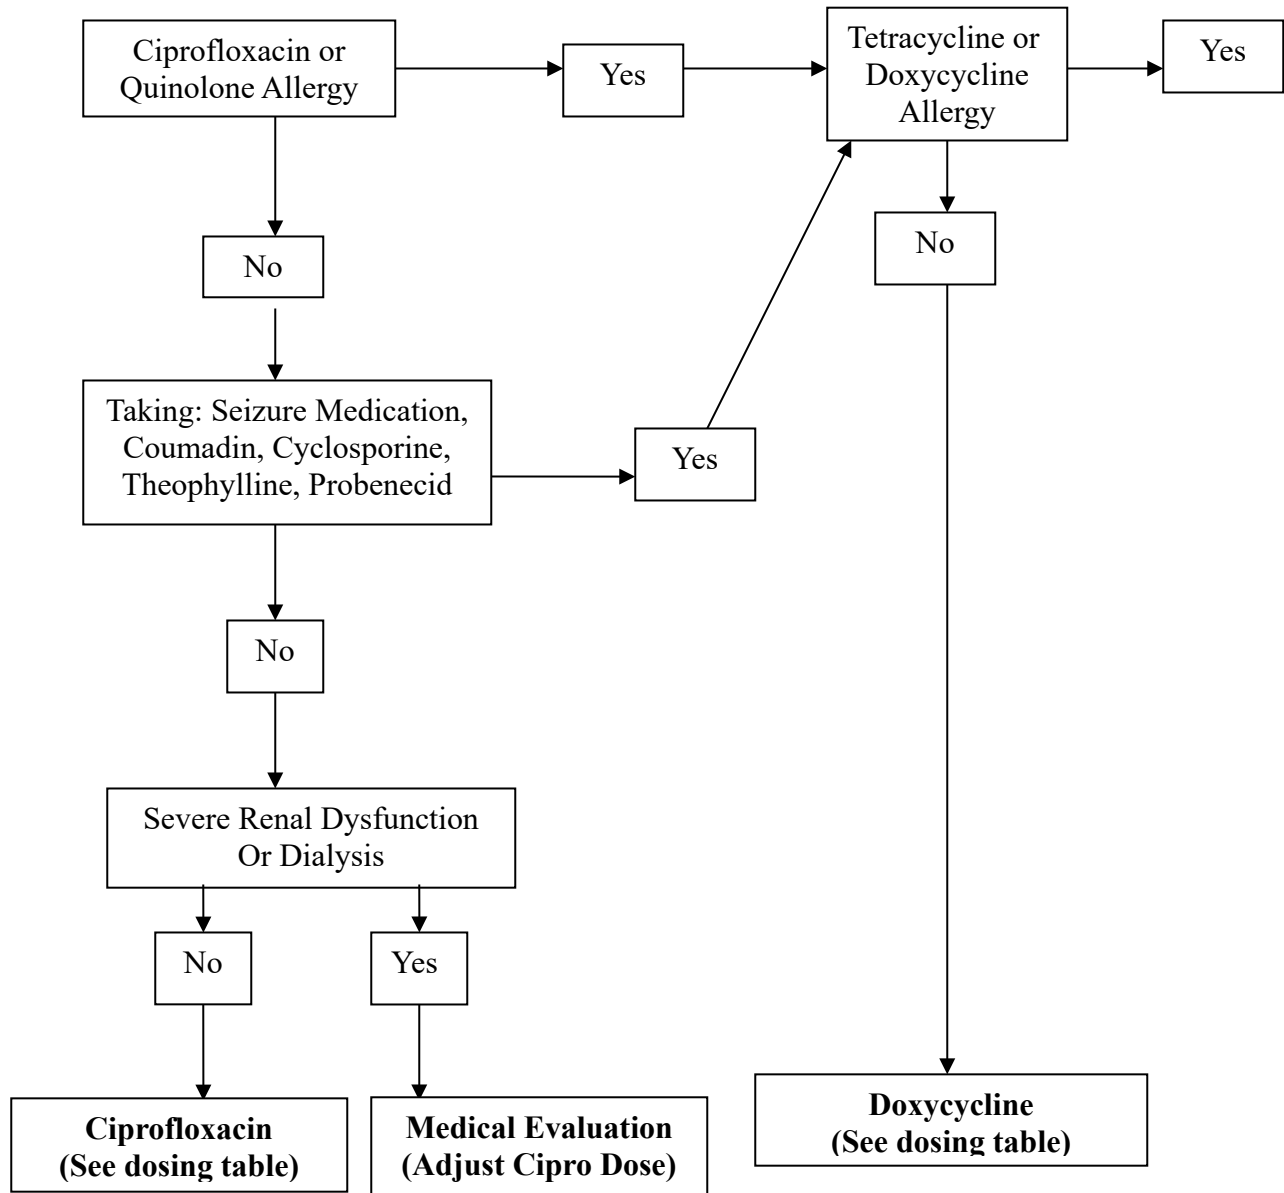 Ciprofloxacin or
Quinolone Allergy
Yes
Tetracycline or
Doxycycline
Allergy
Yes
No
No
Taking: Seizure Medication,
Coumadin, Cyclosporine,
Theophylline, Probenecid
Yes
No
Severe Renal Dysfunction
Or Dialysis
No
Yes
Ciprofloxacin
(See dosing table)
Medical Evaluation
(Adjust Cipro Dose)
Doxycycline
(See dosing table)